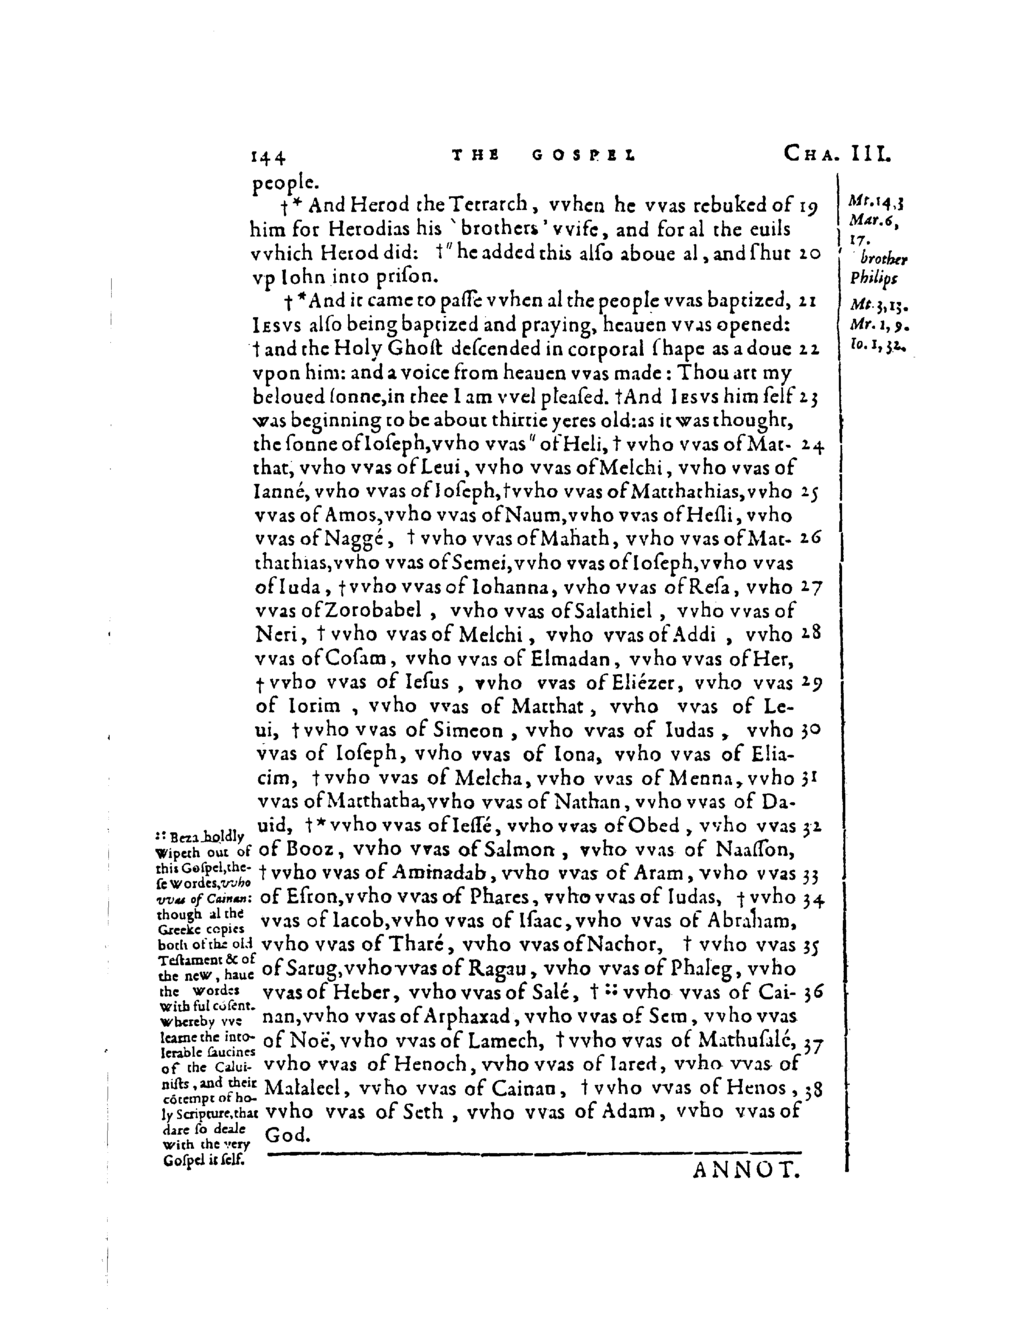 144 THE GOSPEL CHA. III.
people.
†* And Herod the Tetrarch, vvhen he vvas rebuked of 19
him for Herodias his ‵brothers' vvife, and for al the euils
vvhich Herod did: †" he added this alſo aboue al, and ſhut 20
vp Iohn into priſon.
†*And it came to paſſe vvhen al the people vvas baptized, 21
IESVS alſo being baptized and praying, heauen vvas opened:
† and the Holy Ghoſt deſcended in corporal ſhape as a doue 22
vpon him: and a voice from heauen vvas made: Thou art my
beloued ſonne,in thee I am vvel pleaſed. †And IESVS him ſelf 23
was beginning to be about thirtie yeres old:as it was thought,
the ſonne of Ioſeph,vvho vvas " of Heli, † vvho vvas of Mat- 24
that, vvho vvas of Leui, vvho vvas of Melchi, vvho vvas of
Ianné, vvho vvas of Ioſeph,†vvho vvas of Matthathias,vvho 25
vvas of Amos,vvho vvas of Naum,vvho vvas of Heſli, vvho
vvas of Naggé, † vvho vvas of Mahath, vvho vvas of Mat- 26
thathias,vvho vvas of Semei,vvho vvas of Ioſeph,vvho vvas
of Iuda, †vvho vvas of Iohanna, vvho vvas of Reſa, vvho 27
vvas of Zorobabel, vvho vvas of Salathiel, vvho vvas of
Neri, † vvho vvas of Melchi, vvho vvas of Addi, vvho 28
vvas of Coſam, vvho vvas of Elmadan, vvho vvas of Her,
†vvho vvas of Ieſus, vvho vvas of Eliézer, vvho vvas 29
of Iorim, vvho vvas of Matthat, vvho vvas of Le-
ui, †vvho vvas of Simeon, vvho vvas of Iudas, vvho 30
vvas of Ioſeph, vvho vvas of Iona, vvho vvas of Elia-
cim, †vvho vvas of Melcha, vvho vvas of Menna, vvho 31
vvas of Matthatha,vvho vvas of Nathan, vvho vvas of Da-
uid, †*vvho vvas of Ieſſé, vvho vvas of Obed, vvho vvas 32
of Booz, vvho vvas of Salmon, vvho vvas of Naaſſon,
† vvho vvas of Aminadab, vvho vvas of Aram, vvho vvas 33
of Eſron,vvho vvas of Phares, vvho vvas of Iudas, †vvho 34
vvas of Iacob,vvho vvas of Iſaac,vvho vvas of Abraham,
vvho vvas of Tharé, vvho vvas of Nachor, † vvho vvas 35
of Sarug,vvho vvas of Ragau, vvho vvas of Phaleg, vvho
vvas of Heber, vvho vvas of Salé, † :: vvho vvas of Cai- 36
nan,vvho vvas of Arphaxad, vvho vvas of Sem, vvho vvas
of Noë, vvho vvas of Lamech, † vvho vvas of Mathuſalé, 37
vvho vvas of Henoch, vvho vvas of Iared, vvho vvas of
Malaleel, vvho vvas of Cainan, † vvho vvas of Henos, 38
vvho vvas of Seth, vvho vvas of Adam, vvho vvas of
God.
ANNOT.
Mt.14,3
Mar.6,
17.
‵brother
Philips
Mt.3,13.
Mr. 1, 9.
Io. 1, 32.
:: Beza boldly
wipeth out of
this Goſpel,the-
ſe wordes,vvho
vvas of Cainan:
though al the
Greeke copies
both of the old
Teſtament & of
the new, haue
the wordes
with ful cōſent.
Whereby vve
learne the into-
lerable ſaucines
of the Calui-
niſts, and their
cōtempt of ho-
ly Scripture,that
dare ſo deale
with the very
Goſpel it ſelf.